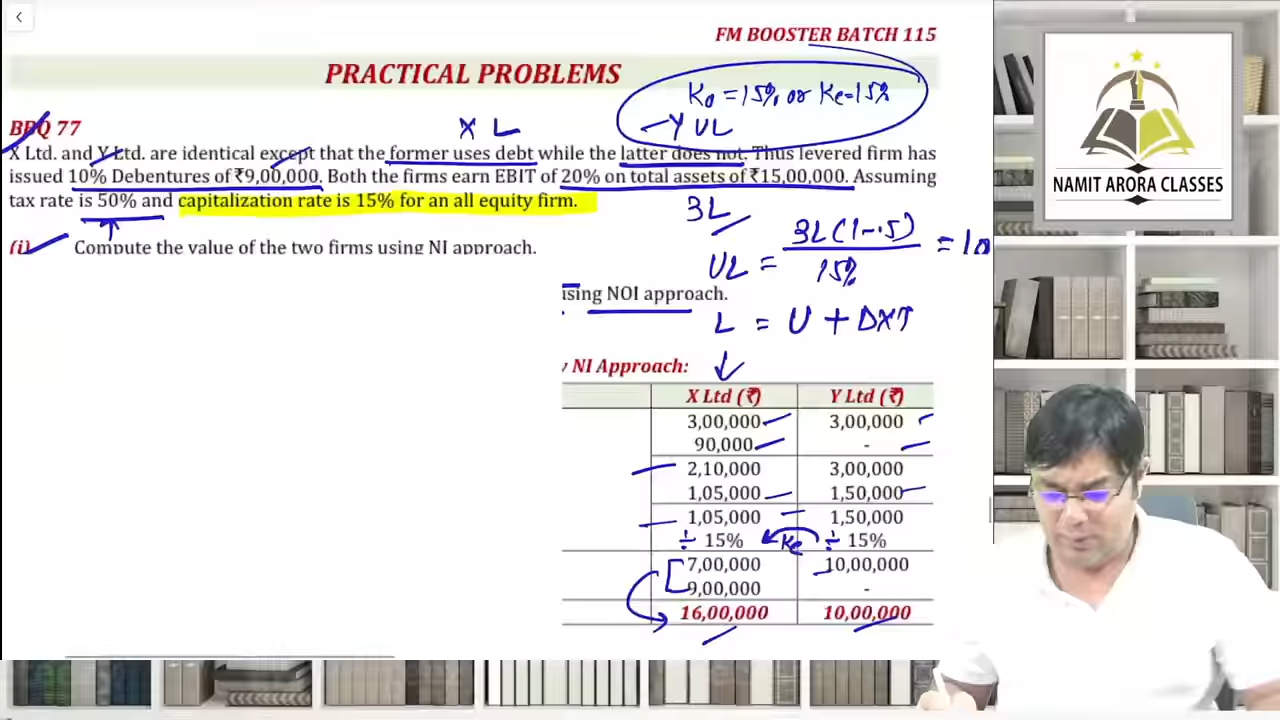 FM BOOSTER BATCH 115
PRACTICAL PROBLEMS
K0 = 15% or Ke = 15%
Y UL
X L
BBQ 77
X Ltd. and Y Ltd. are identical except that the former uses debt while the latter does not. Thus levered firm has
issued 10% Debentures of ₹9,00,000. Both the firms earn EBIT of 20% on total assets of ₹15,00,000. Assuming
tax rate is 50% and capitalization rate is 15% for an all equity firm.
3L
(i) Compute the value of the two firms using NI approach.
UL = 3L(1-.5) / 15% = 10
using NOI approach.
L = U + DXT
NI Approach:
X Ltd (₹) Y Ltd (₹)
3,00,000 3,00,000
90,000 -
2,10,000 3,00,000
1,05,000 1,50,000
1,05,000 1,50,000
÷ 15% Ke ÷ 15%
7,00,000 10,00,000
9,00,000 -
16,00,000 10,00,000
NAMIT ARORA CLASSES